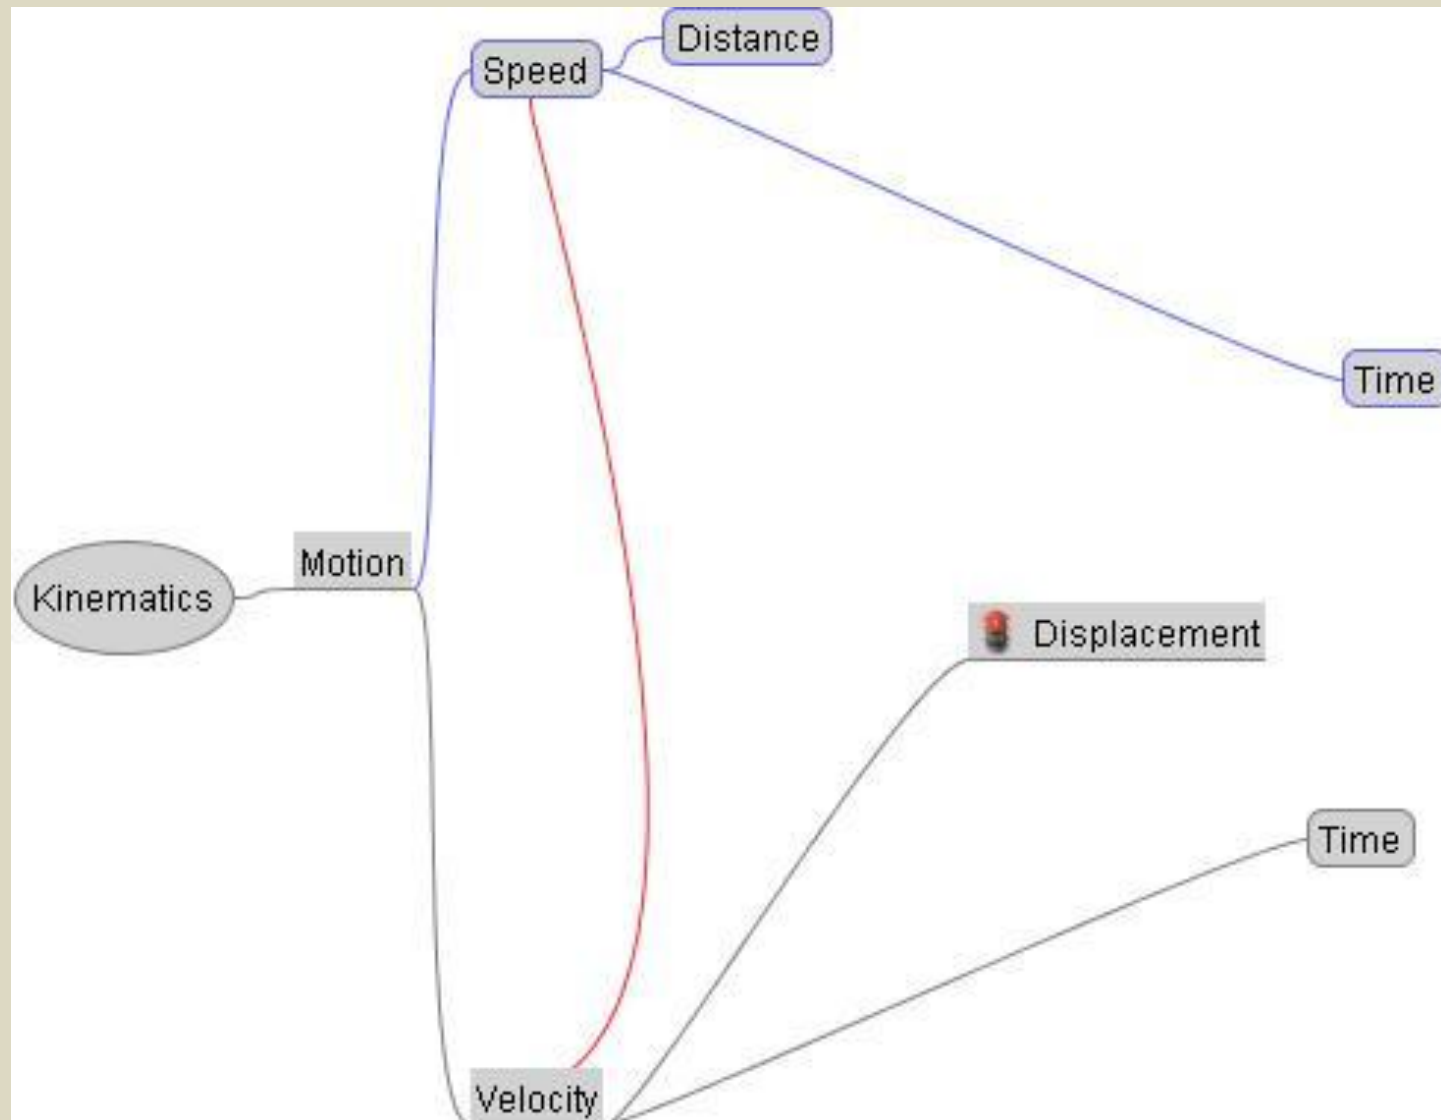 Distance
Speed
Time
Motion
Kinematics
Displacement
Time
Velocity